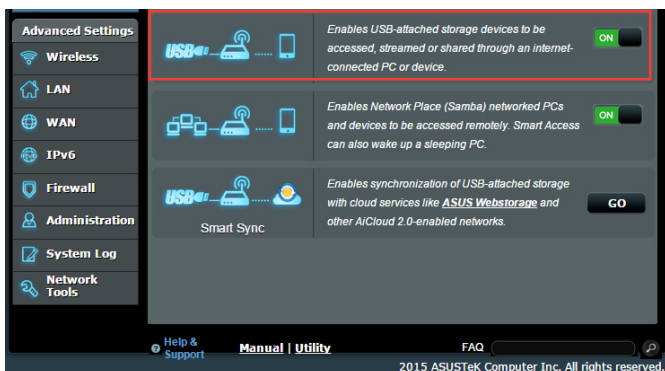 Advanced Settings
Wireless
LAN
WAN
IPv6
Firewall
Administration
System Log
Network
Tools
USB
Enables USB-attached storage devices to be
accessed, streamed or shared through an internet-
connected PC or device.
ON
Enables Network Place (Samba) networked PCs
and devices to be accessed remotely. Smart Access
can also wake up a sleeping PC.
ON
USB
Smart Sync
Enables synchronization of USB-attached storage
with cloud services like ASUS Webstorage and
other AiCloud 2.0-enabled networks.
GO
Help &
Support
Manual | Utility
FAQ
2015 ASUSTeK Computer Inc. All rights reserved.